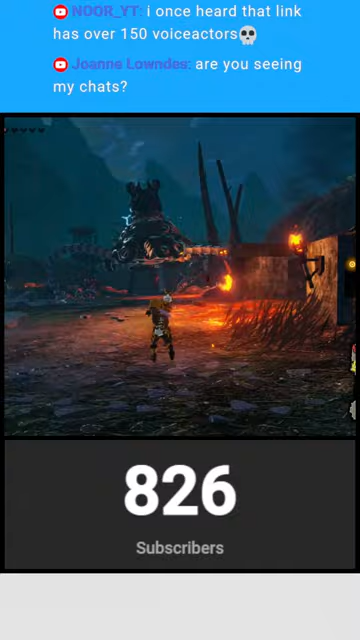 NOOR_YT: i once heard that link
has over 150 voiceactors💀
Joanne Lowndes: are you seeing
my chats?
826
Subscribers